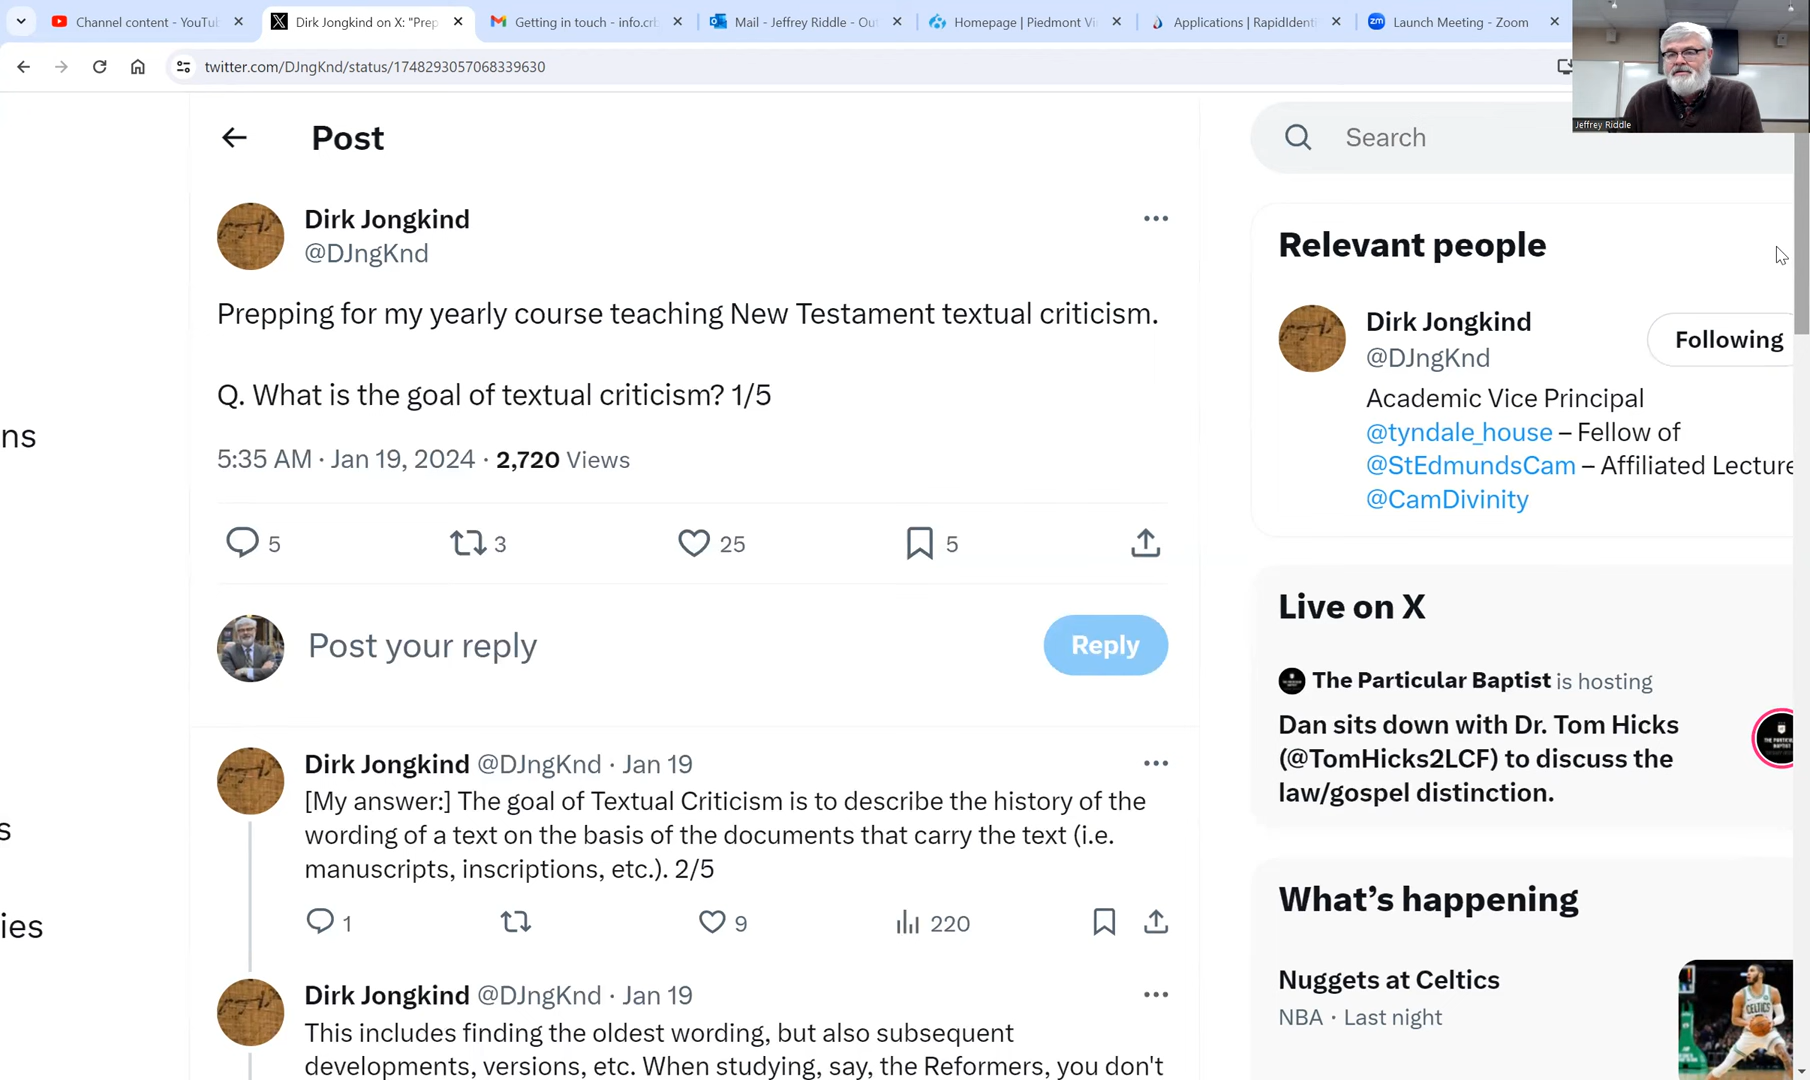 Channel content - YouTu
Dirk Jongkind on X: "Prep
Getting in touch - info.crb
Mail - Jeffrey Riddle - Out
Homepage | Piedmont Vi
Applications | RapidIdenti
zm
Launch Meeting - Zoom
twitter.com/DJngKnd/status/1748293057068339630
Jeffrey Riddle
Post
Search
Dirk Jongkind
@DJngKnd
Prepping for my yearly course teaching New Testament textual criticism.
Q. What is the goal of textual criticism? 1/5
5:35 AM · Jan 19, 2024 · 2,720 Views
5
3
25
5
Post your reply
Reply
Dirk Jongkind @DJngKnd · Jan 19
[My answer:] The goal of Textual Criticism is to describe the history of the
wording of a text on the basis of the documents that carry the text (i.e.
manuscripts, inscriptions, etc.). 2/5
1
9
220
Dirk Jongkind @DJngKnd · Jan 19
This includes finding the oldest wording, but also subsequent
developments, versions, etc. When studying, say, the Reformers, you don't
ns
s
ies
Relevant people
Dirk Jongkind
@DJngKnd
Following
Academic Vice Principal
@tyndale_house – Fellow of
@StEdmundsCam – Affiliated Lecture
@CamDivinity
Live on X
The Particular Baptist is hosting
Dan sits down with Dr. Tom Hicks
(@TomHicks2LCF) to discuss the
law/gospel distinction.
What's happening
Nuggets at Celtics
NBA · Last night